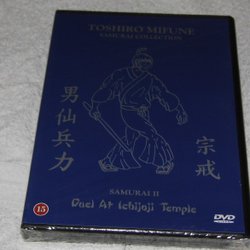 TOSHIRO MIFUNE
SAMURAI COLLECTION
男仙兵力
宗戒
SAMURAI II
Duel At Ichijoji Temple
15
DVD